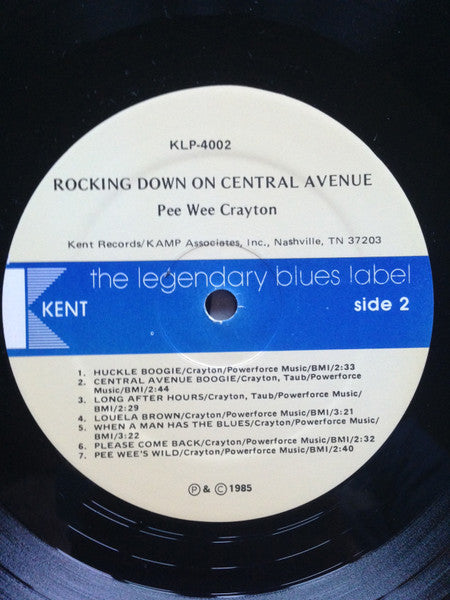 KLP-4002
ROCKING DOWN ON CENTRAL AVENUE
Pee Wee Crayton
Kent Records/KAMP Associates, Inc., Nashville, TN 37203
the legendary blues label
KENT
side 2
1. HUCKLE BOOGIE/Crayton/Powerforce Music/BMI/2:33
2. CENTRAL AVENUE BOOGIE/Crayton, Taub/Powerforce
Music/BMI/2:44
3. LONG AFTER HOURS/Crayton, Taub/Powerforce Music/
BMI/2:29
4. LOUELA BROWN/Crayton/Powerforce Music/BMI/3:21
5. WHEN A MAN HAS THE BLUES/Crayton/Powerforce Music/
BMI/3:22
6. PLEASE COME BACK/Crayton/Powerforce Music/BMI/2:32
7. PEE WEE'S WILD/Crayton/Powerforce Music/BMI/2:40
℗ & © 1985